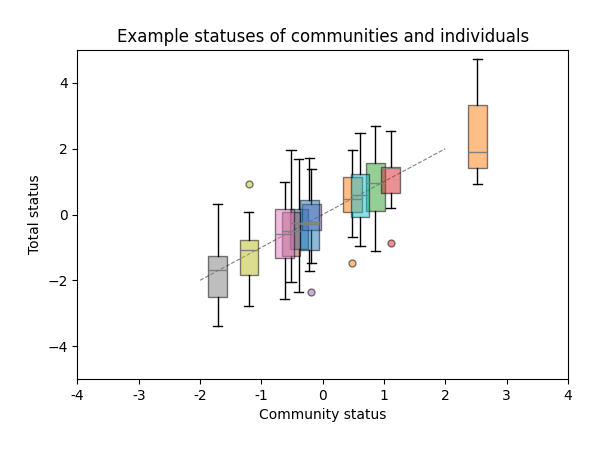 Example statuses of communities and individuals
Total status
4
2
0
−2
−4
-4 -3 -2 -1 0 1 2 3 4
Community status